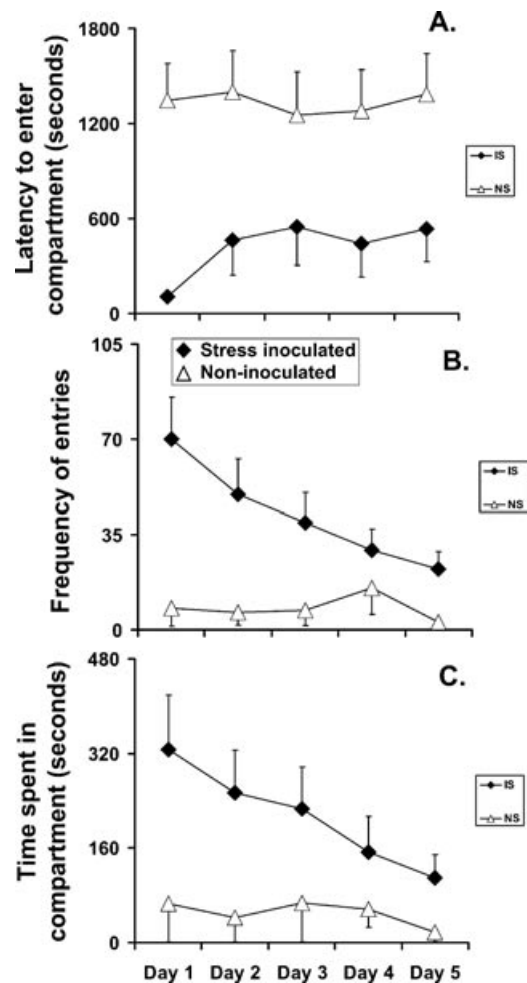 A.
Latency to enter
compartment (seconds)
1800
1200
600
0
IS
NS
B.
Frequency of entries
105
70
35
0
Stress inoculated
Non-inoculated
IS
NS
C.
Time spent in
compartment (seconds)
480
320
160
0
IS
NS
Day 1 Day 2 Day 3 Day 4 Day 5